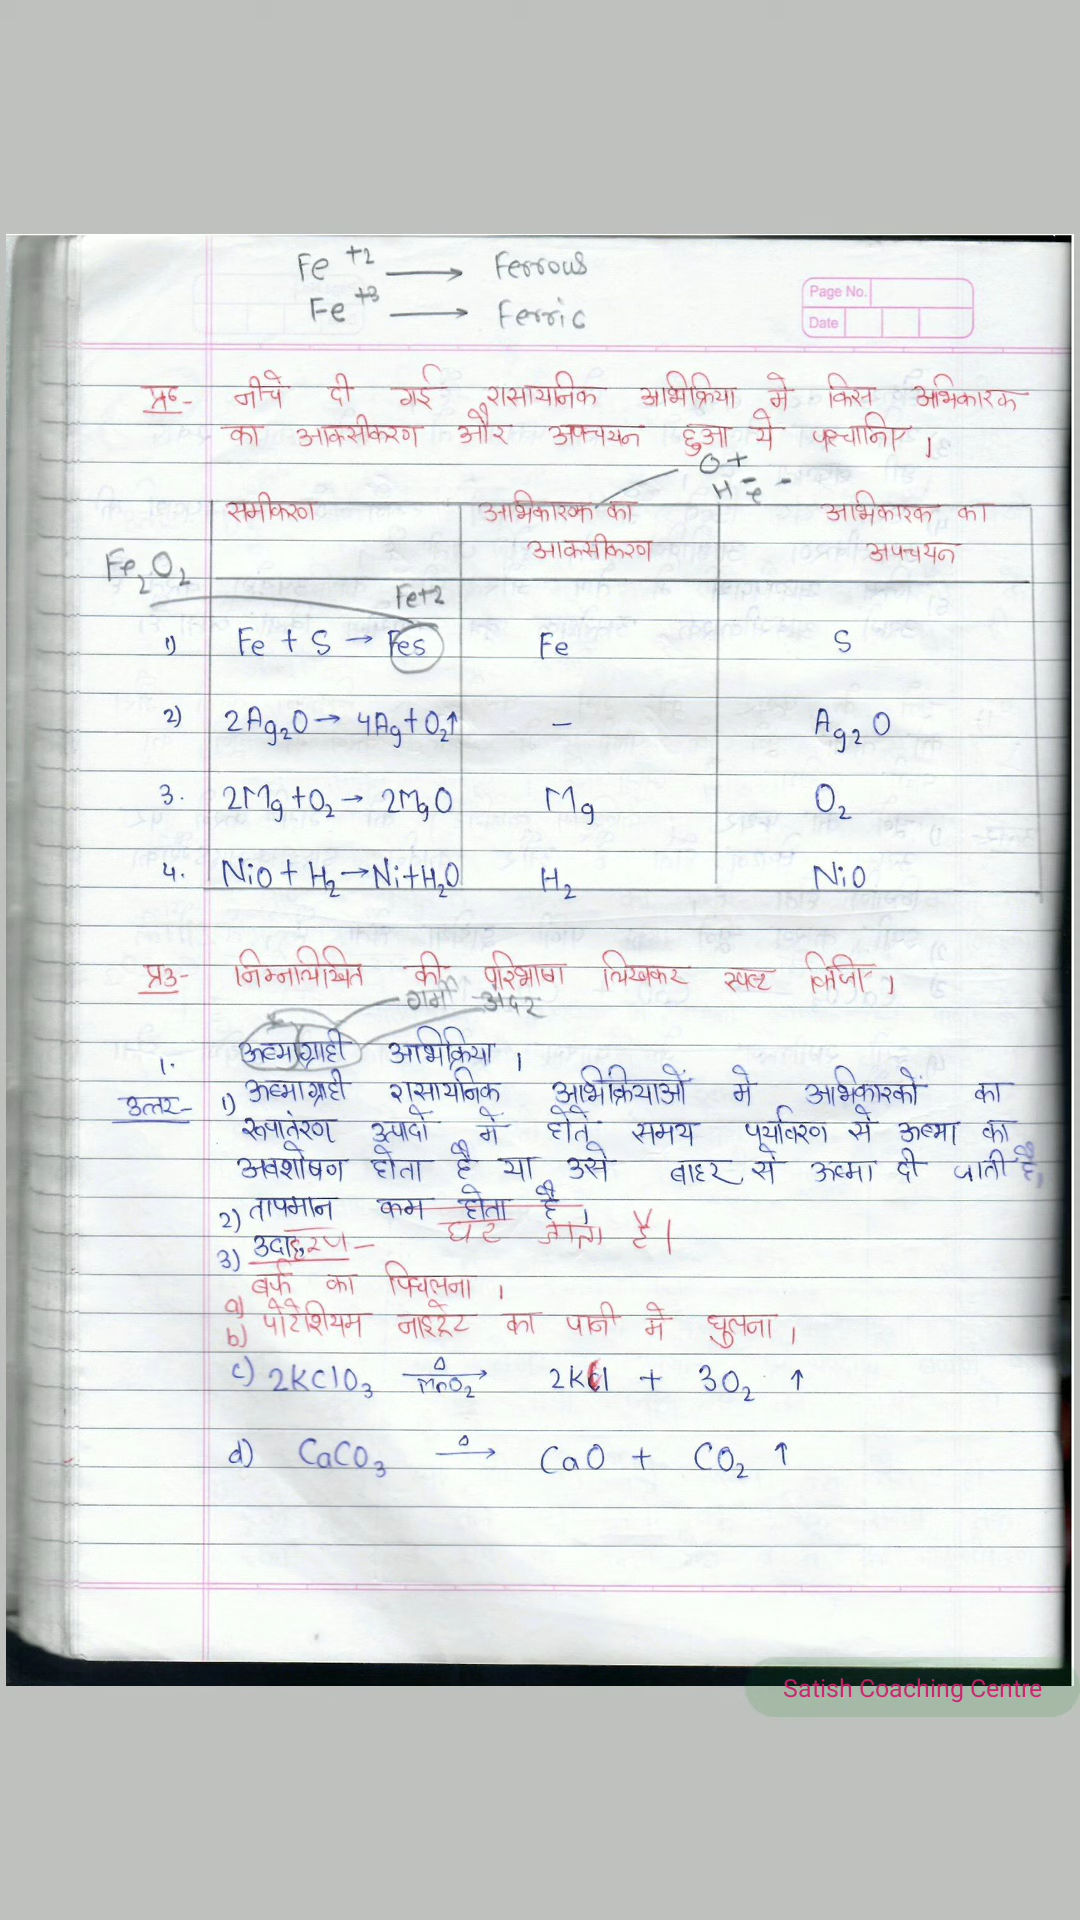 Fe +2 → Ferrous
Fe +3 → Ferric
Page No.
Date
नीचे दी गई रासायनिक अभिक्रिया मे किस अभिकारक
का आक्सीकरण और अपचयन हुआ ये पहचानिए।
O +
H -
e -
समीकरण अभिकारक का आक्सीकरण अभिकारक का अपचयन
Fe₂O₂
Fe+2
1) Fe + S → FeS Fe S
2) 2Ag₂O → 4Ag + O₂↑ – Ag₂O
3. 2Mg + O₂ → 2MgO Mg O₂
4. NiO + H₂ → Ni + H₂O H₂ NiO
प्र3- निम्नलिखित की परिभाषा लिखकर स्पष्ट किजिए।
गर्मी अंदर
1. ऊष्माग्राही अभिक्रिया।
उत्तर- 1) ऊष्माग्राही रासायनिक अभिक्रियाओं मे अभिकारकों का
रूपातंरण उत्पादो में होते समय पर्यावरण से ऊष्मा का
अवशोषण होता है या उसे बाहर से ऊष्मा दी जाती है,
2) तापमान कम होता है।
घट जाता है।
3) उदाहरण –
a) बर्फ का पिघलना।
b) पोटेशियम नाइट्रेट का पानी मे घुलना।
c) 2KClO₃ Δ → MnO₂ 2KCl + 3O₂ ↑
d) CaCO₃ Δ → CaO + CO₂ ↑
Satish Coaching Centre